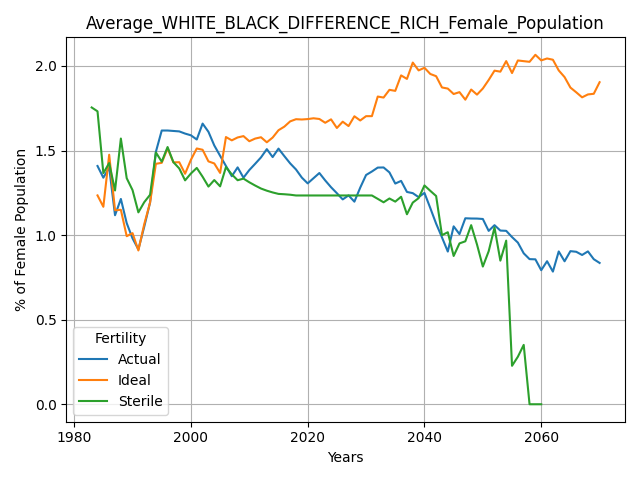 Average_WHITE_BLACK_DIFFERENCE_RICH_Female_Population
% of Female Population
2.0
1.5
1.0
0.5
0.0
Fertility
Actual
Ideal
Sterile
1980 2000 2020 2040 2060
Years